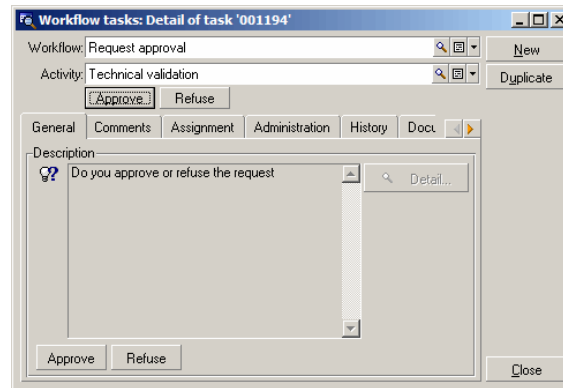 Workflow tasks: Detail of task '001194'
Workflow: Request approval
New
Activity: Technical validation
Duplicate
Approve Refuse
General Comments Assignment Administration History Docu
Description
Do you approve or refuse the request
Detail...
Approve Refuse
Close